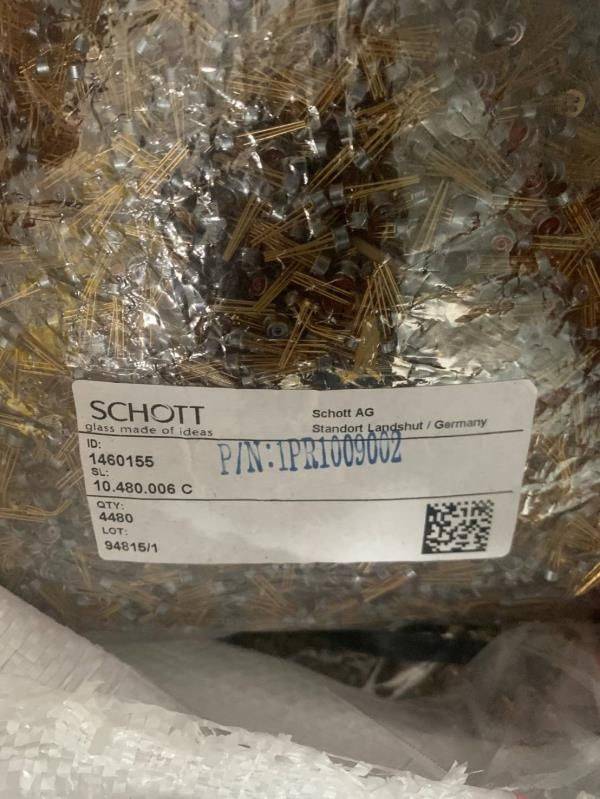 SCHOTT
glass made of ideas
Schott AG
Standort Landshut / Germany
ID:
1460155
P/N:1PR1009002
SL:
10.480.006 C
QTY:
4480
LOT:
94815/1